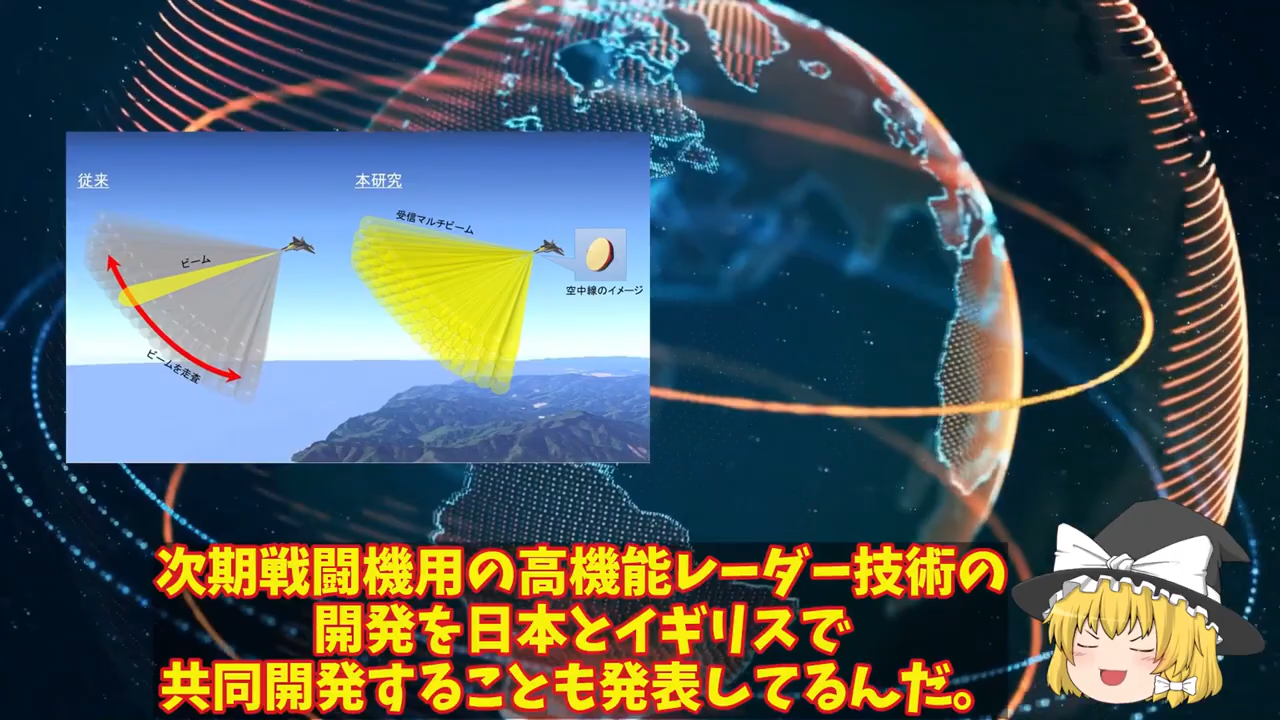 従来
本研究
受信マルチビーム
ビーム
空中線のイメージ
ビームを走査
次期戦闘機用の高機能レーダー技術の
開発を日本とイギリスで
共同開発することも発表してるんだ。